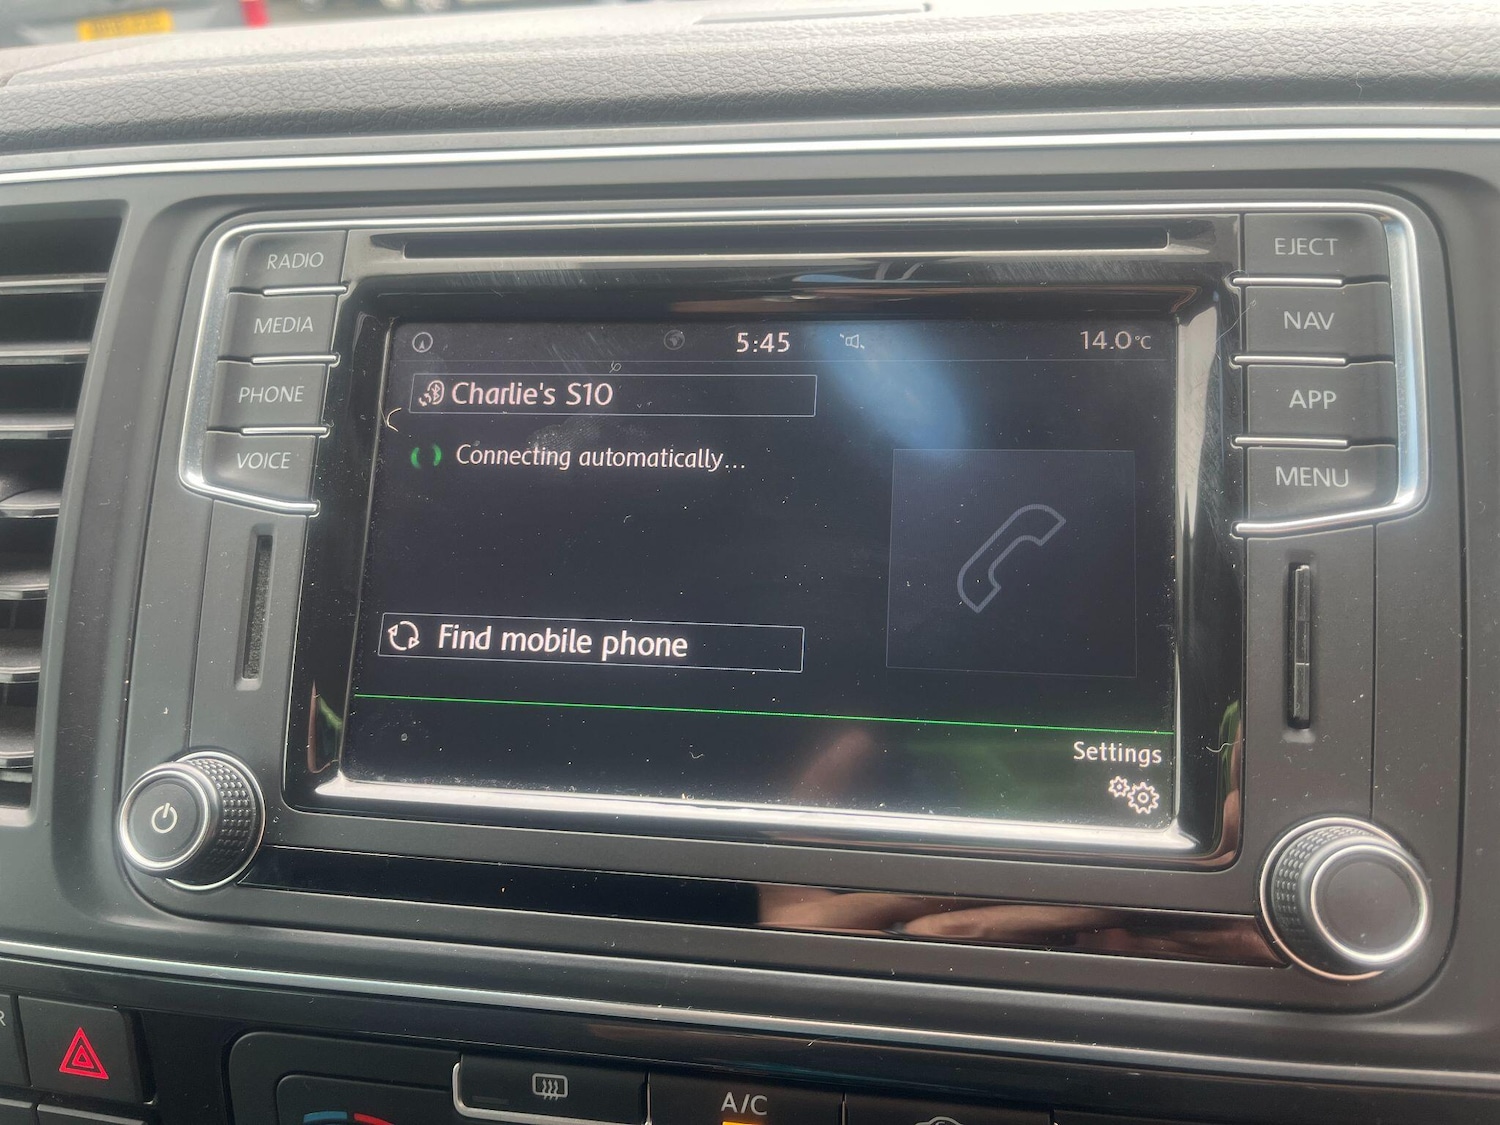 RADIO
MEDIA
PHONE
VOICE
EJECT
NAV
APP
MENU
5:45
14.0°C
Charlie's S10
Connecting automatically...
Find mobile phone
Settings
R
A/C